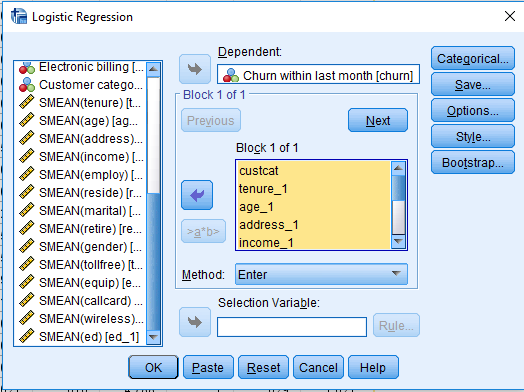 Logistic Regression
Electronic billing [...
Customer catego...
SMEAN(tenure) [t...
SMEAN(age) [ag...
SMEAN(address)...
SMEAN(income) [...
SMEAN(employ) [...
SMEAN(reside) [r...
SMEAN(marital) [...
SMEAN(retire) [re...
SMEAN(gender) [...
SMEAN(tollfree) [t...
SMEAN(equip) [e...
SMEAN(callcard) ...
SMEAN(wireless)...
SMEAN(ed) [ed_1]
Dependent:
Churn within last month [churn]
Block 1 of 1
Previous
Next
Block 1 of 1
custcat
tenure_1
age_1
address_1
income_1
>a*b>
Method:
Enter
Selection Variable:
Rule...
Categorical...
Save...
Options...
Style...
Bootstrap...
OK
Paste
Reset
Cancel
Help